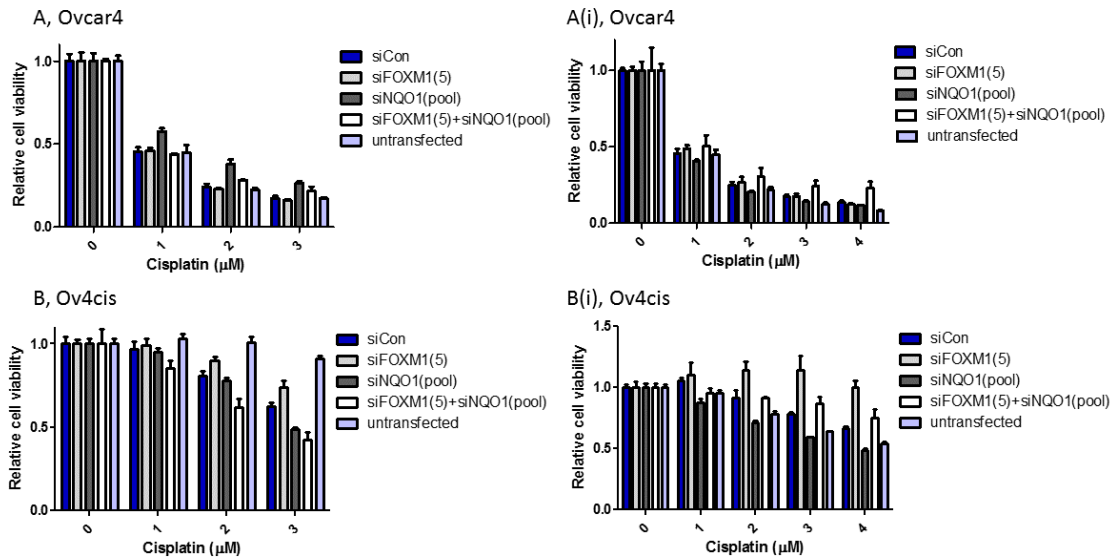 A, Ovcar4
Relative cell viability
1.0
0.5
0.0
0
1
2
3
Cisplatin (µM)
siCon
siFOXM1(5)
siNQO1(pool)
siFOXM1(5)+siNQO1(pool)
untransfected
A(i), Ovcar4
Relative cell viability
1.0
0.5
0.0
0
1
2
3
4
Cisplatin (µM)
siCon
siFOXM1(5)
siNQO1(pool)
siFOXM1(5)+siNQO1(pool)
untransfected
B, Ov4cis
Relative cell viability
1.0
0.5
0.0
0
1
2
3
Cisplatin (µM)
siCon
siFOXM1(5)
siNQO1(pool)
siFOXM1(5)+siNQO1(pool)
untransfected
B(i), Ov4cis
Relative cell viability
1.5
1.0
0.5
0.0
0
1
2
3
4
Cisplatin (µM)
siCon
siFOXM1(5)
siNQO1(pool)
siFOXM1(5)+siNQO1(pool)
untransfected